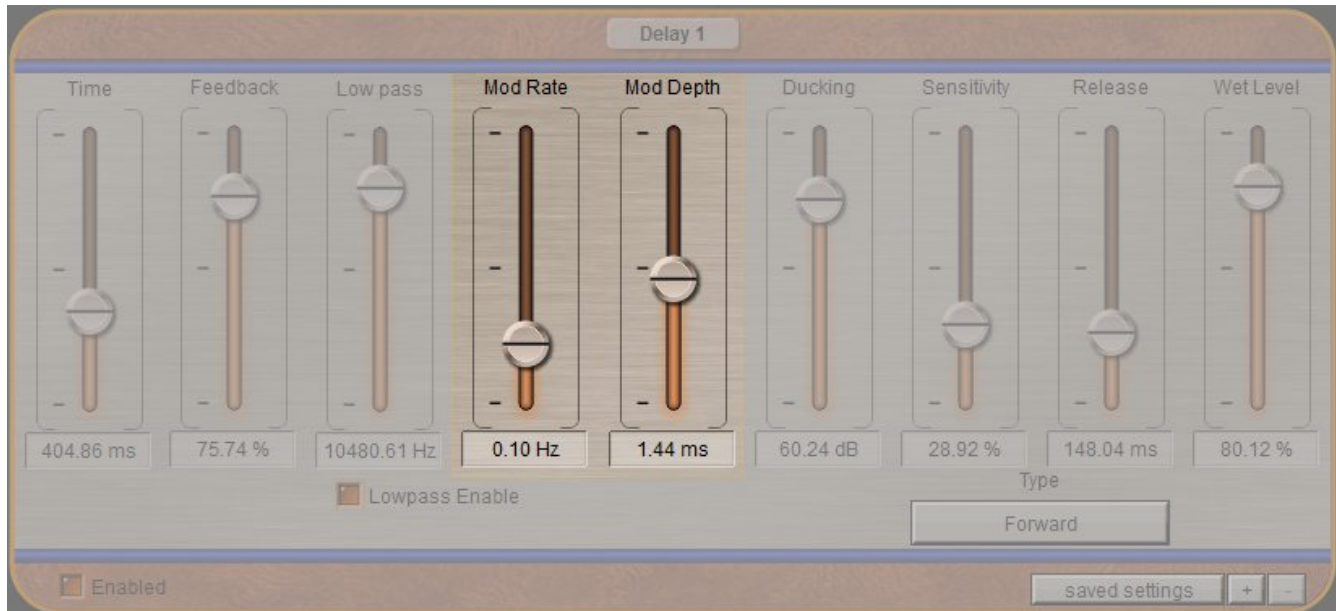 Delay 1
Time Feedback Low pass Mod Rate Mod Depth Ducking Sensitivity Release Wet Level
404.86 ms 75.74 % 10480.61 Hz 0.10 Hz 1.44 ms 60.24 dB 28.92 % 148.04 ms 80.12 %
Lowpass Enable Type
Forward
Enabled saved settings + -